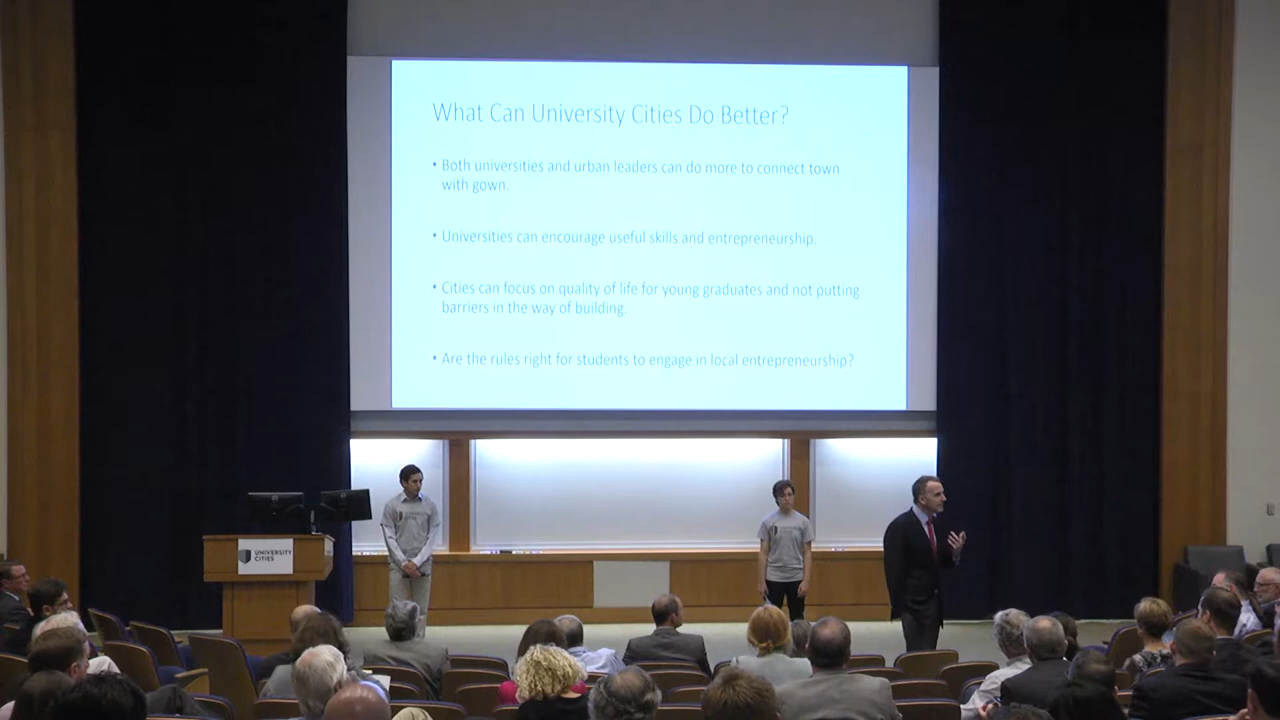 What Can University Cities Do Better?
• Both universities and urban leaders can do more to connect town
with gown.
• Universities can encourage useful skills and entrepreneurship.
• Cities can focus on quality of life for young graduates and not putting
barriers in the way of building.
• Are the rules right for students to engage in local entrepreneurship?
UNIVERSITY
CITIES